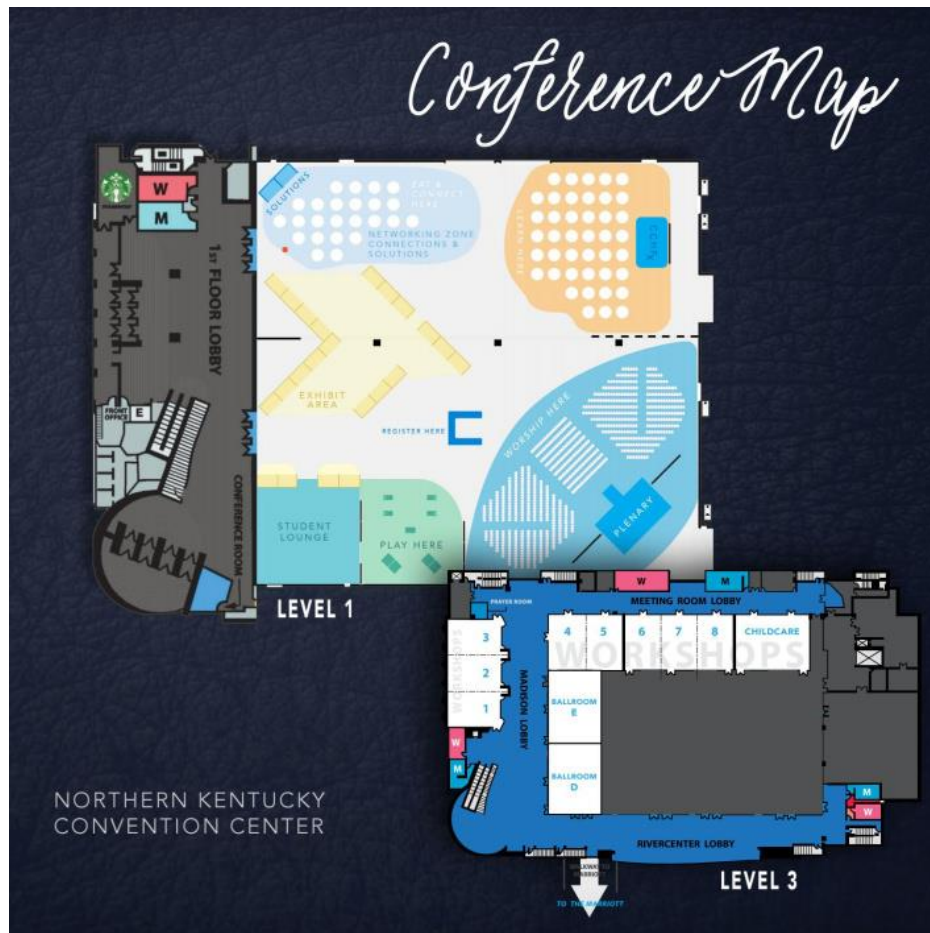 Conference Map
W
M
1ST FLOOR LOBBY
SOLUTIONS
EAT &
CONNECT
HERE
NETWORKING ZONE
CONNECTIONS &
SOLUTIONS
LEARN HERE
EXHIBIT
AREA
REGISTER HERE
WORSHIP HERE
PLENARY
FRONT
OFFICE
E
CONFERENCE ROOM
STUDENT
LOUNGE
PLAY HERE
LEVEL 1
W
M
MEETING ROOM LOBBY
PRAYER ROOM
WORKSHOPS
3
2
1
4
5
6
7
8
CHILDCARE
WORKSHOPS
MADISON LOBBY
BALLROOM
E
BALLROOM
D
W
M
M
W
RIVERCENTER LOBBY
LEVEL 3
TO THE MARRIOTT
NORTHERN KENTUCKY
CONVENTION CENTER